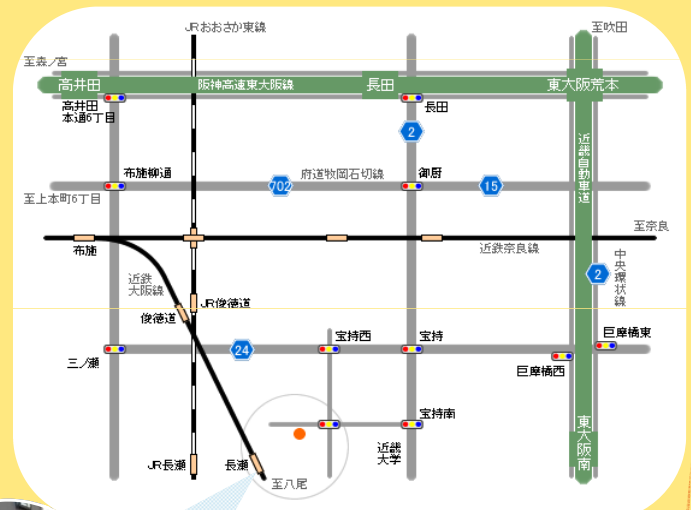 JRおおさか東線
至吹田
至森ノ宮
高井田
阪神高速東大阪線
長田
東大阪荒本
高井田
本通6丁目
長田
2
近畿自動車道
布施柳通
702
府道牧岡石切線
御厨
15
至上本町6丁目
至奈良
布施
近鉄奈良線
近鉄
大阪線
中央環状線
2
JR俊徳道
俊徳道
三ノ瀬
24
宝持西
宝持
巨摩橋東
巨摩橋西
宝持南
東大阪南
近畿
大学
JR長瀬
長瀬
至八尾